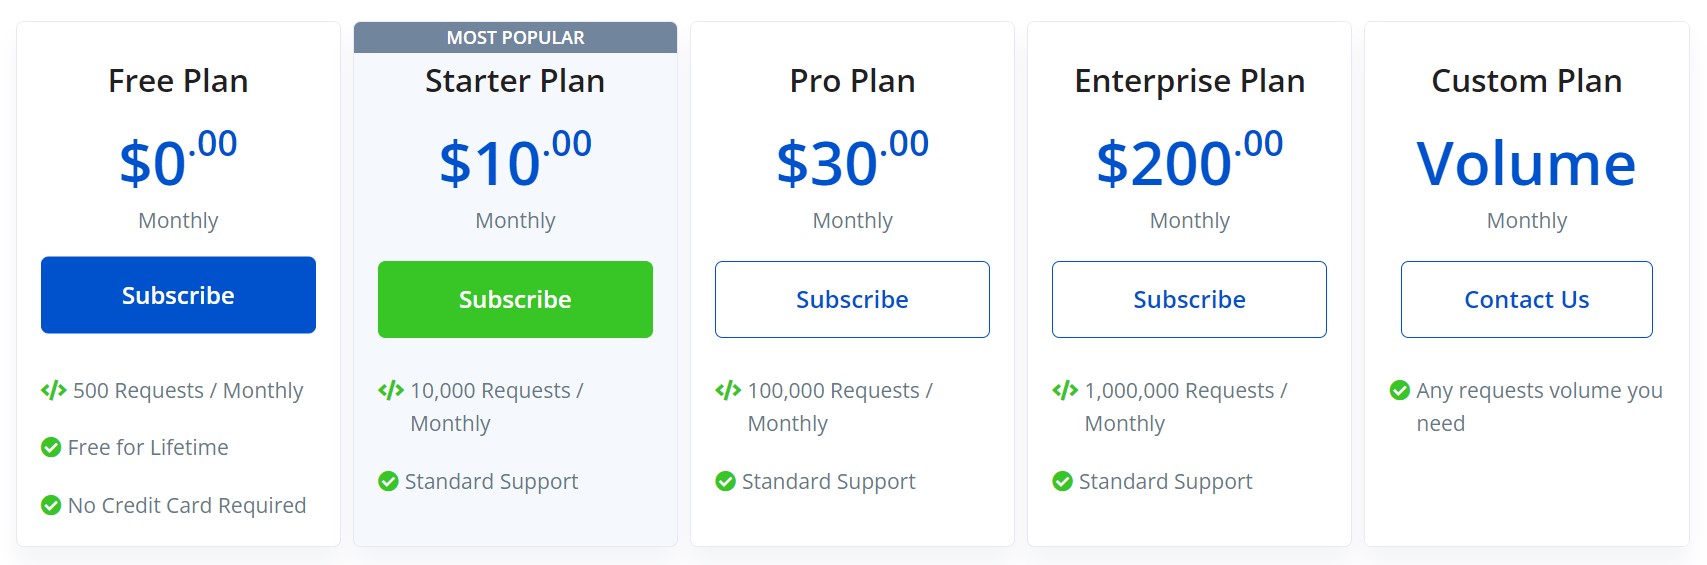 Free Plan
$0.00
Monthly
Subscribe
500 Requests / Monthly
Free for Lifetime
No Credit Card Required
MOST POPULAR
Starter Plan
$10.00
Monthly
Subscribe
10,000 Requests /
Monthly
Standard Support
Pro Plan
$30.00
Monthly
Subscribe
100,000 Requests /
Monthly
Standard Support
Enterprise Plan
$200.00
Monthly
Subscribe
1,000,000 Requests /
Monthly
Standard Support
Custom Plan
Volume
Monthly
Contact Us
Any requests volume you
need